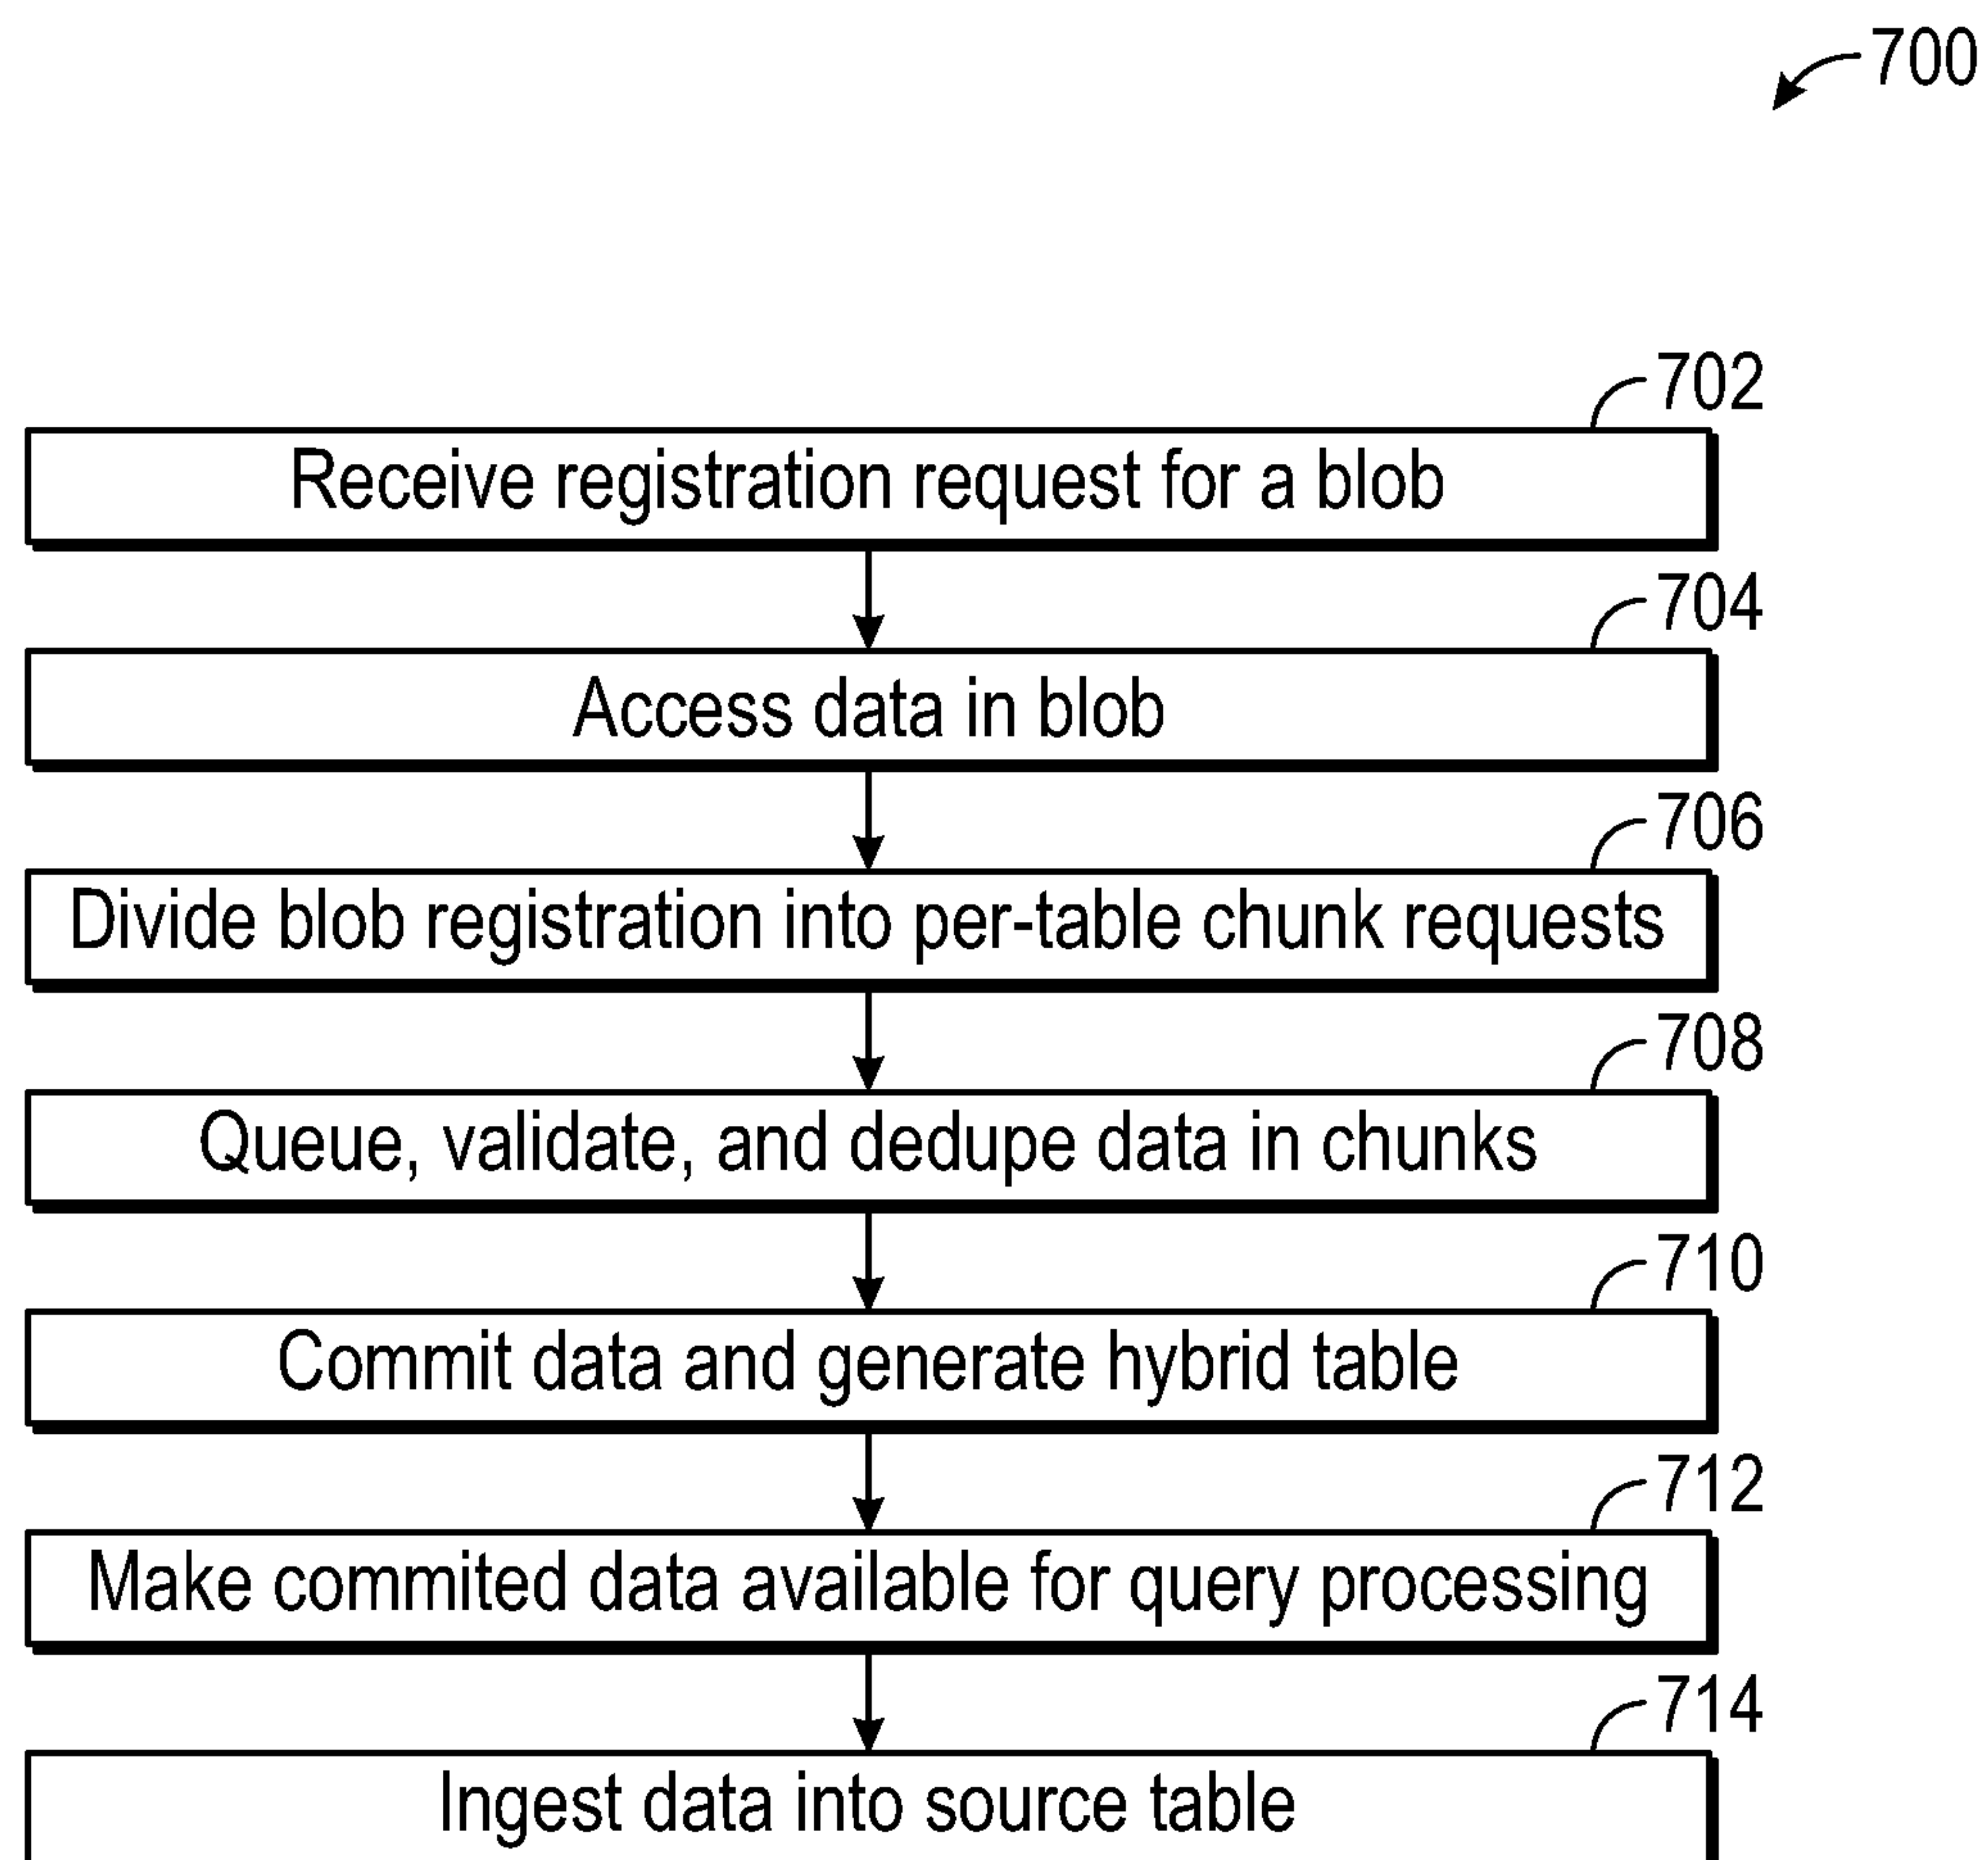 700
702
Receive registration request for a blob
704
Access data in blob
706
Divide blob registration into per-table chunk requests
708
Queue, validate, and dedupe data in chunks
710
Commit data and generate hybrid table
712
Make commited data available for query processing
714
Ingest data into source table